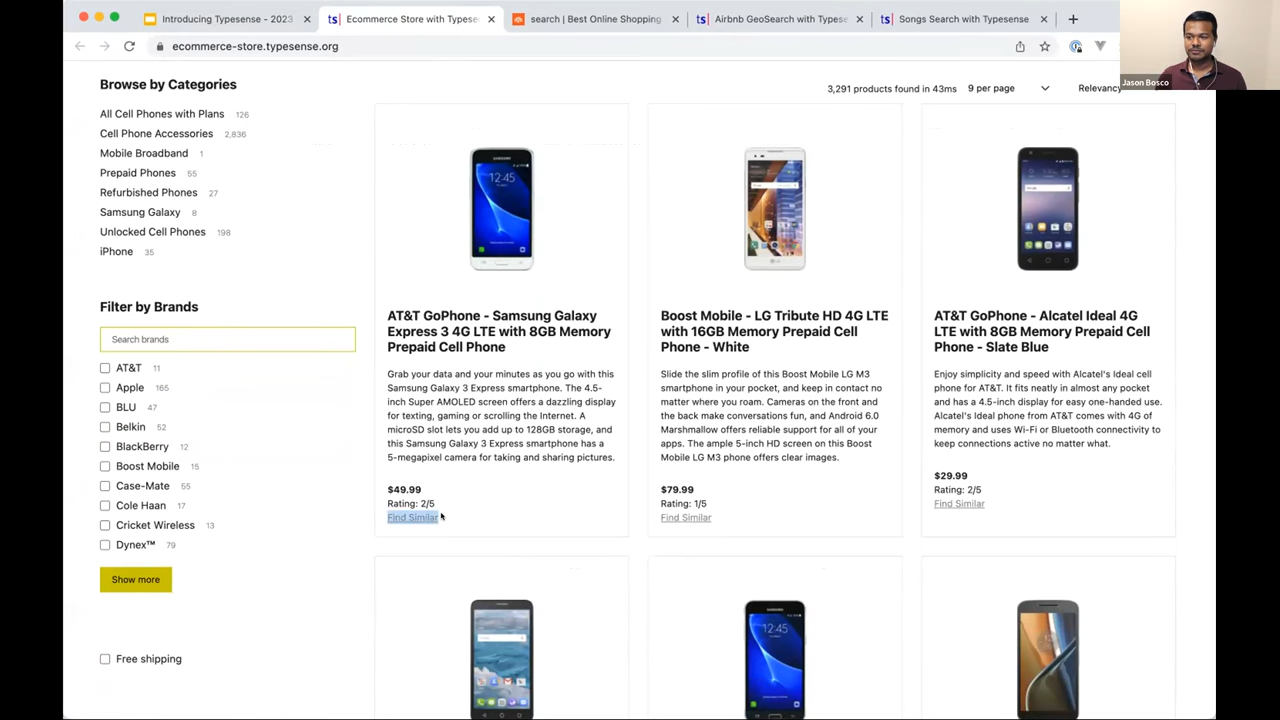 Introducing Typesense - 2023
Ecommerce Store with Typese
search | Best Online Shopping
Airbnb GeoSearch with Typese
Songs Search with Typesense
ecommerce-store.typesense.org
Jason Bosco
Browse by Categories
All Cell Phones with Plans 126
Cell Phone Accessories 2,836
Mobile Broadband 1
Prepaid Phones 55
Refurbished Phones 27
Samsung Galaxy 8
Unlocked Cell Phones 198
iPhone 35
Filter by Brands
Search brands
AT&T 11
Apple 165
BLU 47
Belkin 52
BlackBerry 12
Boost Mobile 15
Case-Mate 55
Cole Haan 17
Cricket Wireless 13
Dynex™ 79
Show more
Free shipping
3,291 products found in 43ms
9 per page
Relevancy
AT&T GoPhone - Samsung Galaxy
Express 3 4G LTE with 8GB Memory
Prepaid Cell Phone
Grab your data and your minutes as you go with this
Samsung Galaxy 3 Express smartphone. The 4.5-
inch Super AMOLED screen offers a dazzling display
for texting, gaming or scrolling the Internet. A
microSD slot lets you add up to 128GB storage, and
this Samsung Galaxy 3 Express smartphone has a
5-megapixel camera for taking and sharing pictures.
$49.99
Rating: 2/5
Find Similar
Boost Mobile - LG Tribute HD 4G LTE
with 16GB Memory Prepaid Cell
Phone - White
Slide the slim profile of this Boost Mobile LG M3
smartphone in your pocket, and keep in contact no
matter where you roam. Cameras on the front and
the back make conversations fun, and Android 6.0
Marshmallow offers reliable support for all of your
apps. The ample 5-inch HD screen on this Boost
Mobile LG M3 phone offers clear images.
$79.99
Rating: 1/5
Find Similar
AT&T GoPhone - Alcatel Ideal 4G
LTE with 8GB Memory Prepaid Cell
Phone - Slate Blue
Enjoy simplicity and speed with Alcatel's Ideal cell
phone for AT&T. It fits neatly in almost any pocket
and has a 4.5-inch display for easy one-handed use.
Alcatel's Ideal phone from AT&T comes with 4G of
memory and uses Wi-Fi or Bluetooth connectivity to
keep connections active no matter what.
$29.99
Rating: 2/5
Find Similar